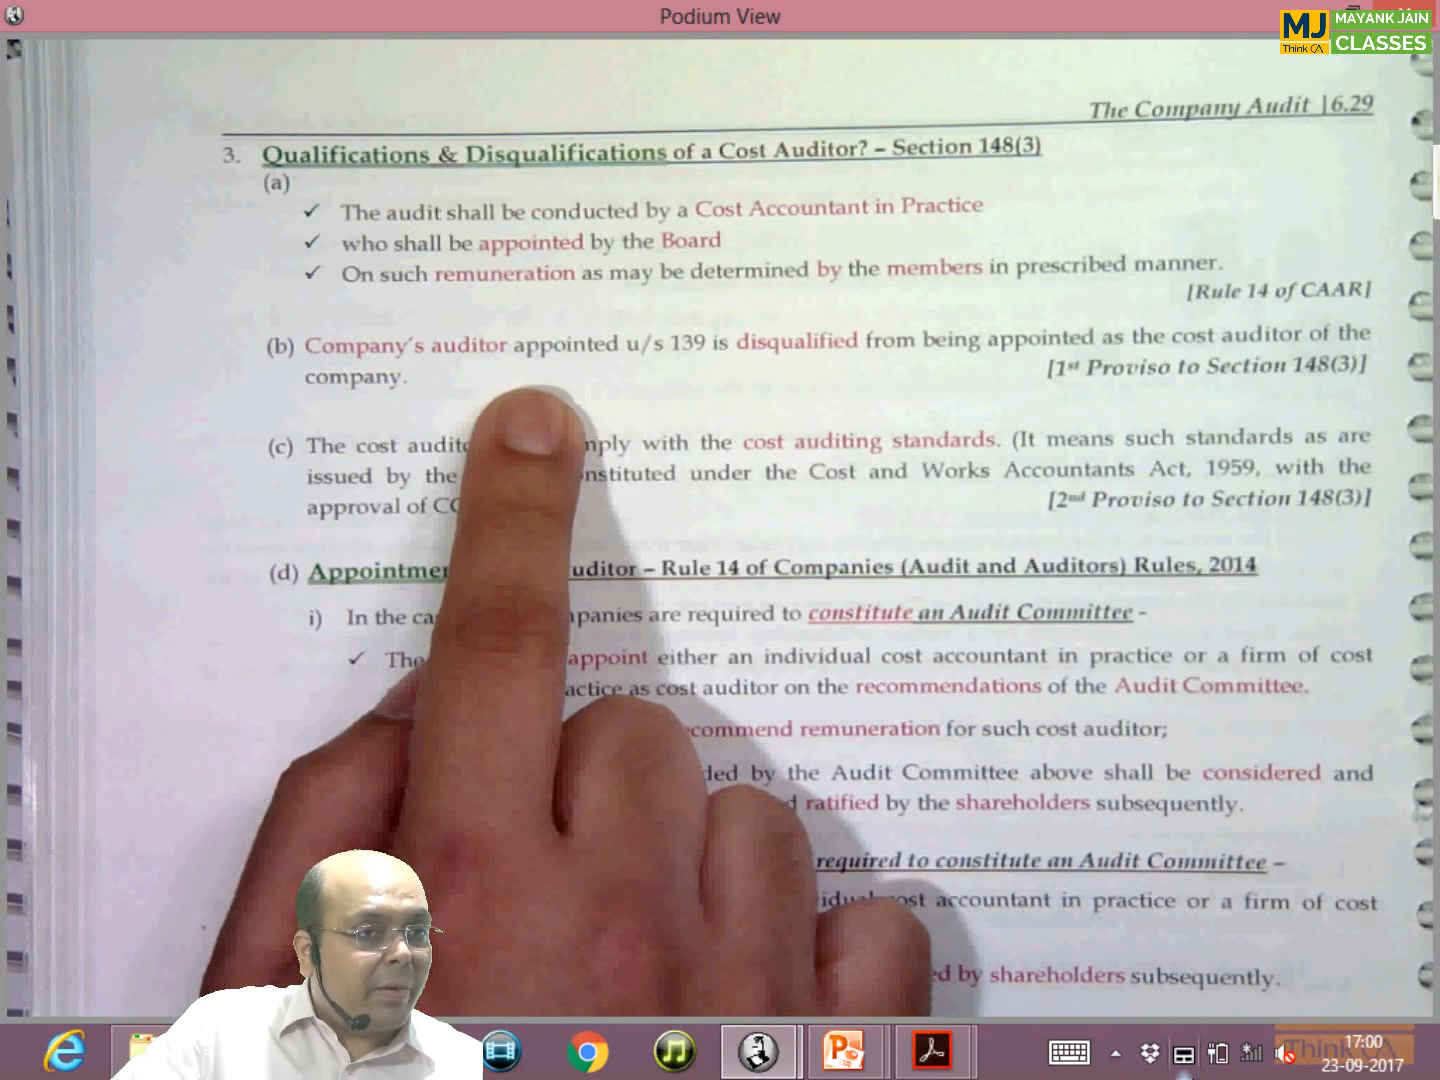 Podium View
MJ
Think CA
MAYANK JAIN
CLASSES
The Company Audit |6.29
3. Qualifications & Disqualifications of a Cost Auditor? – Section 148(3)
(a)
✓ The audit shall be conducted by a Cost Accountant in Practice
✓ who shall be appointed by the Board
✓ On such remuneration as may be determined by the members in prescribed manner.
[Rule 14 of CAAR]
(b) Company's auditor appointed u/s 139 is disqualified from being appointed as the cost auditor of the
company. [1st Proviso to Section 148(3)]
(c) The cost mply with the cost auditing standards. (It means such standards as are
issued by the nstituted under the Cost and Works Accountants Act, 1959, with the
approval of [2nd Proviso to Section 148(3)]
(d) uditor – Rule 14 of Companies (Audit and Auditors) Rules, 2014
i) In the panies are required to constitute an Audit Committee -
✓ appoint either an individual cost accountant in practice or a firm of cost
actice as cost auditor on the recommendations of the Audit Committee.
commend remuneration for such cost auditor;
ded by the Audit Committee above shall be considered and
ratified by the shareholders subsequently.
required to constitute an Audit Committee –
cost accountant in practice or a firm of cost
ed by shareholders subsequently.
Think CA
17:00
23-09-2017